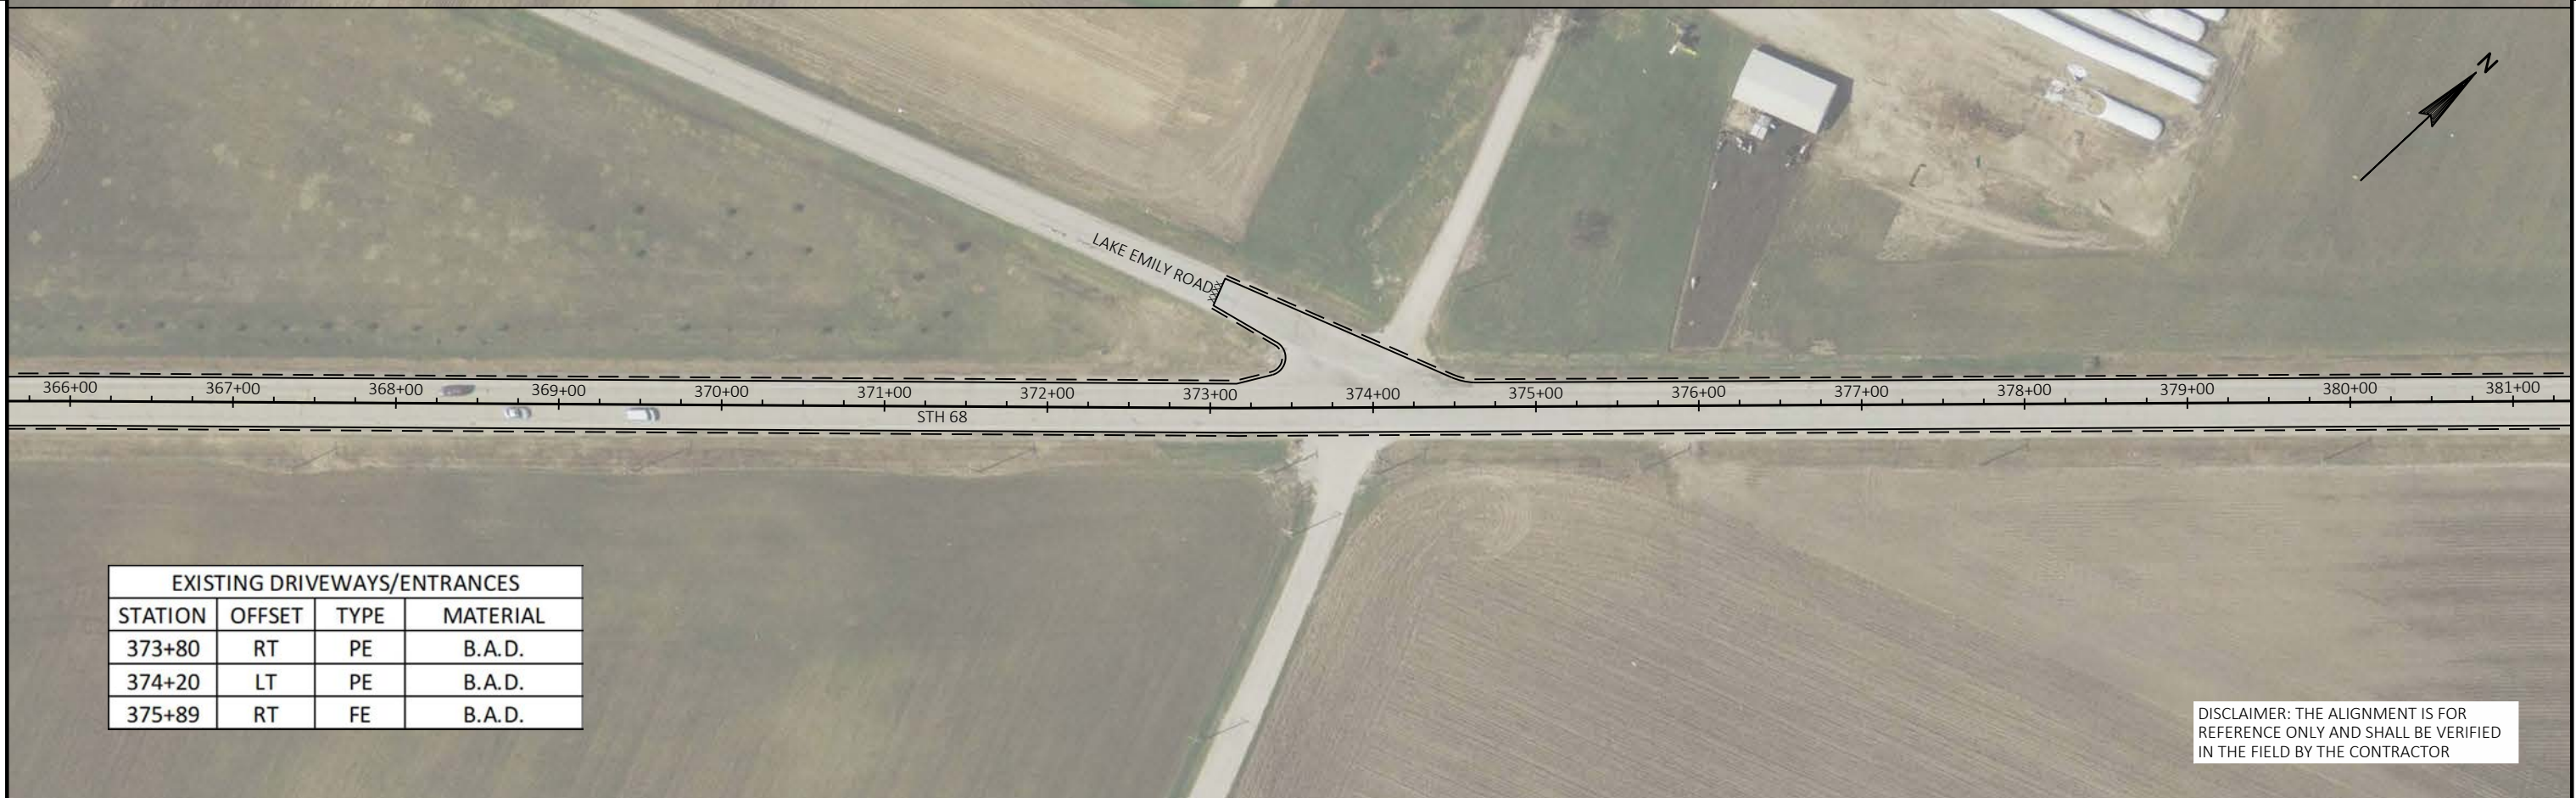 N
LAKE EMILY ROAD
XXXX
366+00 367+00 368+00 369+00 370+00 371+00 372+00 373+00 374+00 375+00 376+00 377+00 378+00 379+00 380+00 381+00
STH 68
EXISTING DRIVEWAYS/ENTRANCES
STATION OFFSET TYPE MATERIAL
373+80 RT PE B.A.D.
374+20 LT PE B.A.D.
375+89 RT FE B.A.D.
DISCLAIMER: THE ALIGNMENT IS FOR
REFERENCE ONLY AND SHALL BE VERIFIED
IN THE FIELD BY THE CONTRACTOR